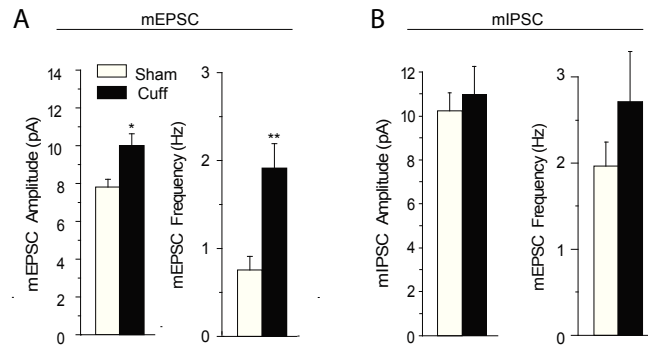 A
mEPSC
mEPSC Amplitude (pA)
14
12
10
8
6
4
2
0
Sham
Cuff
*
mEPSC Frequency (Hz)
3
2
1
0
**
B
mIPSC
mIPSC Amplitude (pA)
12
10
8
6
4
2
0
mEPSC Frequency (Hz)
3
2
1
0